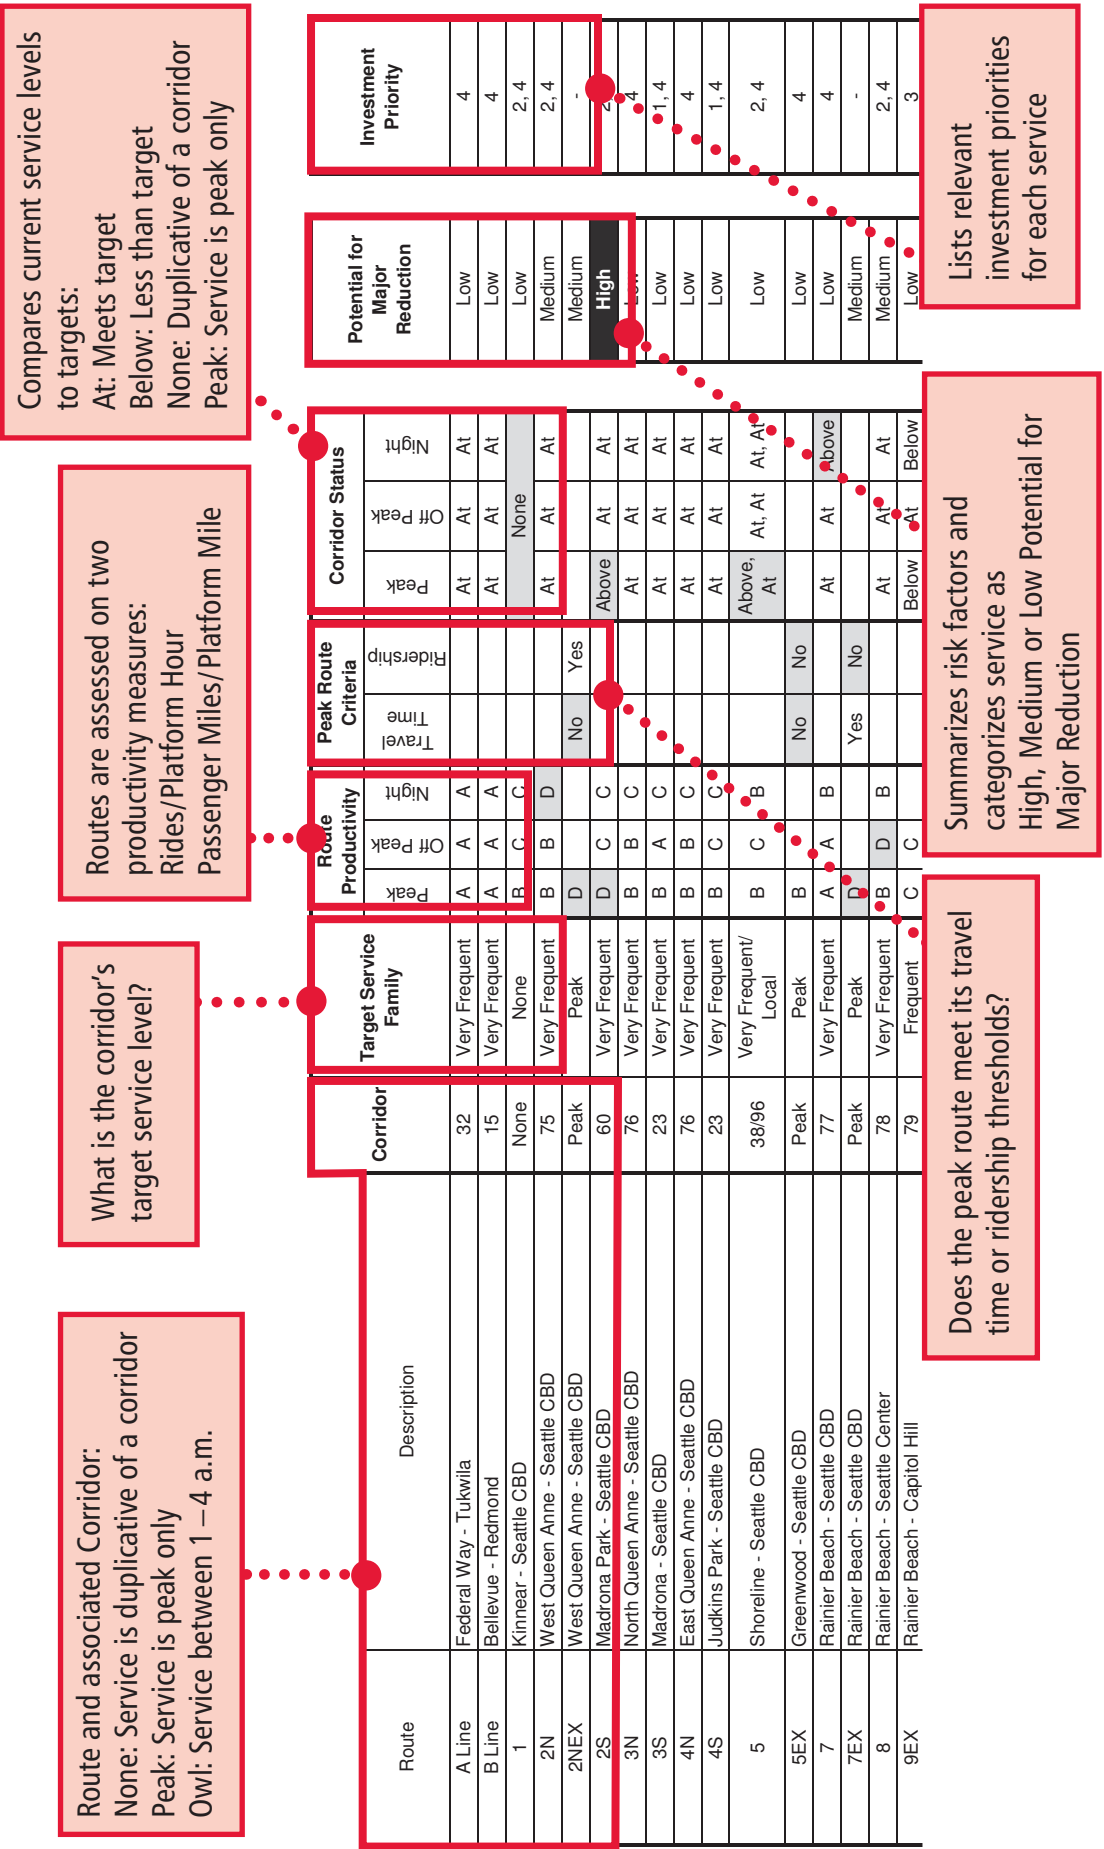 Route and associated Corridor:
None: Service is duplicative of a corridor
Peak: Service is peak only
Owl: Service between 1–4 a.m.
What is the corridor's
target service level?
Routes are assessed on two
productivity measures:
Rides/Platform Hour
Passenger Miles/Platform Mile
Compares current service levels
to targets:
At: Meets target
Below: Less than target
None: Duplicative of a corridor
Peak: Service is peak only
Route Description Corridor Target Service Family Route Productivity Peak Route Criteria Corridor Status Potential for Major Reduction Investment Priority
Peak Off Peak Night Travel Time Ridership Peak Off Peak Night
A Line Federal Way - Tukwila 32 Very Frequent A A A At At At Low 4
B Line Bellevue - Redmond 15 Very Frequent A A A At At At Low 4
1 Kinnear - Seattle CBD None None B C C None Low 2, 4
2N West Queen Anne - Seattle CBD 75 Very Frequent B B D At At At Medium 2, 4
2NEX West Queen Anne - Seattle CBD Peak Peak D No Yes Medium -
2S Madrona Park - Seattle CBD 60 Very Frequent D C C Above At At High
3N North Queen Anne - Seattle CBD 76 Very Frequent B B C At At At Low 4
3S Madrona - Seattle CBD 23 Very Frequent B A C At At At Low 1, 4
4N East Queen Anne - Seattle CBD 76 Very Frequent B B C At At At Low 4
4S Judkins Park - Seattle CBD 23 Very Frequent B C C At At At Low 1, 4
5 Shoreline - Seattle CBD 38/96 Very Frequent/ Local B C B Above, At At, At At, At Low 2, 4
5EX Greenwood - Seattle CBD Peak Peak B No No Low 4
7 Rainier Beach - Seattle CBD 77 Very Frequent A A B At At Above Low 4
7EX Rainier Beach - Seattle CBD Peak Peak D Yes No Medium -
8 Rainier Beach - Seattle Center 78 Very Frequent B D B At At At Medium 2, 4
9EX Rainier Beach - Capitol Hill 79 Frequent C C Below At Below Low 3
Does the peak route meet its travel
time or ridership thresholds?
Summarizes risk factors and
categorizes service as
High, Medium or Low Potential for
Major Reduction
Lists relevant
investment priorities
for each service